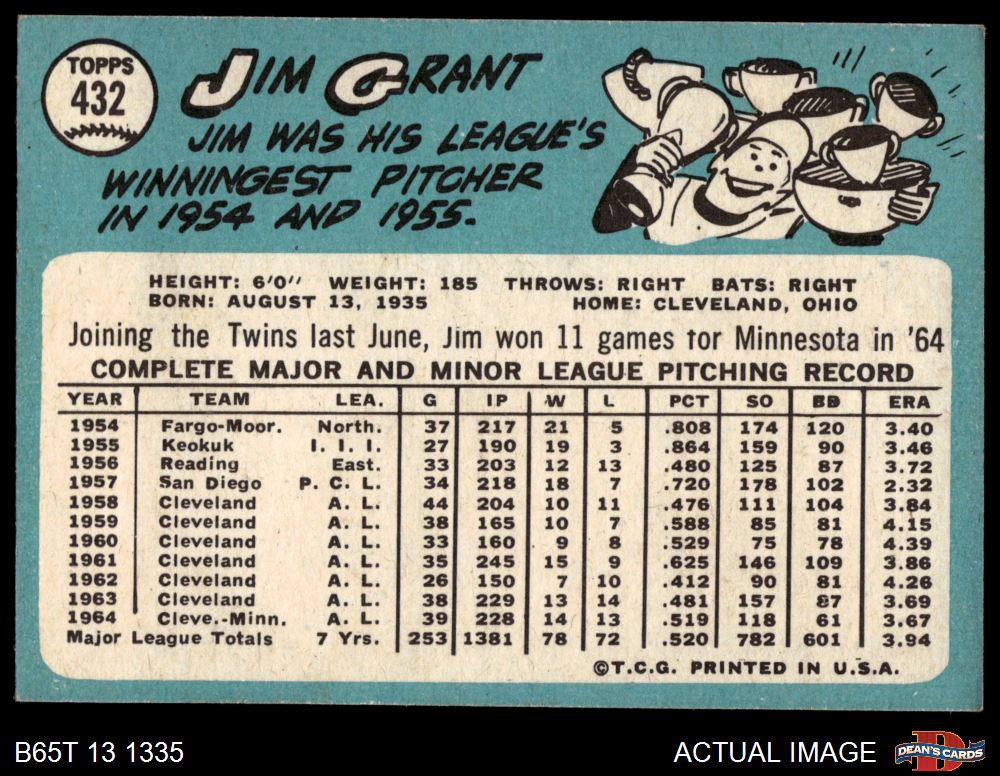 TOPPS
432
JIM GRANT
JIM WAS HIS LEAGUE'S
WINNINGEST PITCHER
IN 1954 AND 1955.
HEIGHT: 6'0" WEIGHT: 185 THROWS: RIGHT BATS: RIGHT
BORN: AUGUST 13, 1935 HOME: CLEVELAND, OHIO
Joining the Twins last June, Jim won 11 games for Minnesota in '64
COMPLETE MAJOR AND MINOR LEAGUE PITCHING RECORD
YEAR TEAM LEA. G IP W L PCT SO BB ERA
1954 Fargo-Moor. North. 37 217 21 5 .808 174 120 3.40
1955 Keokuk I. I. I. 27 190 19 3 .864 159 90 3.46
1956 Reading East. 33 203 12 13 .480 125 87 3.72
1957 San Diego P. C. L. 34 218 18 7 .720 178 102 2.32
1958 Cleveland A. L. 44 204 10 11 .476 111 104 3.84
1959 Cleveland A. L. 38 165 10 7 .588 85 81 4.15
1960 Cleveland A. L. 33 160 9 8 .529 75 78 4.39
1961 Cleveland A. L. 35 245 15 9 .625 146 109 3.86
1962 Cleveland A. L. 26 150 7 10 .412 90 81 4.26
1963 Cleveland A. L. 38 229 13 14 .481 157 87 3.69
1964 Cleve.-Minn. A. L. 39 228 14 13 .519 118 61 3.67
Major League Totals 7 Yrs. 253 1381 78 72 .520 782 601 3.94
©T.C.G. PRINTED IN U.S.A.
B65T 13 1335 ACTUAL IMAGE D DEAN'S CARDS